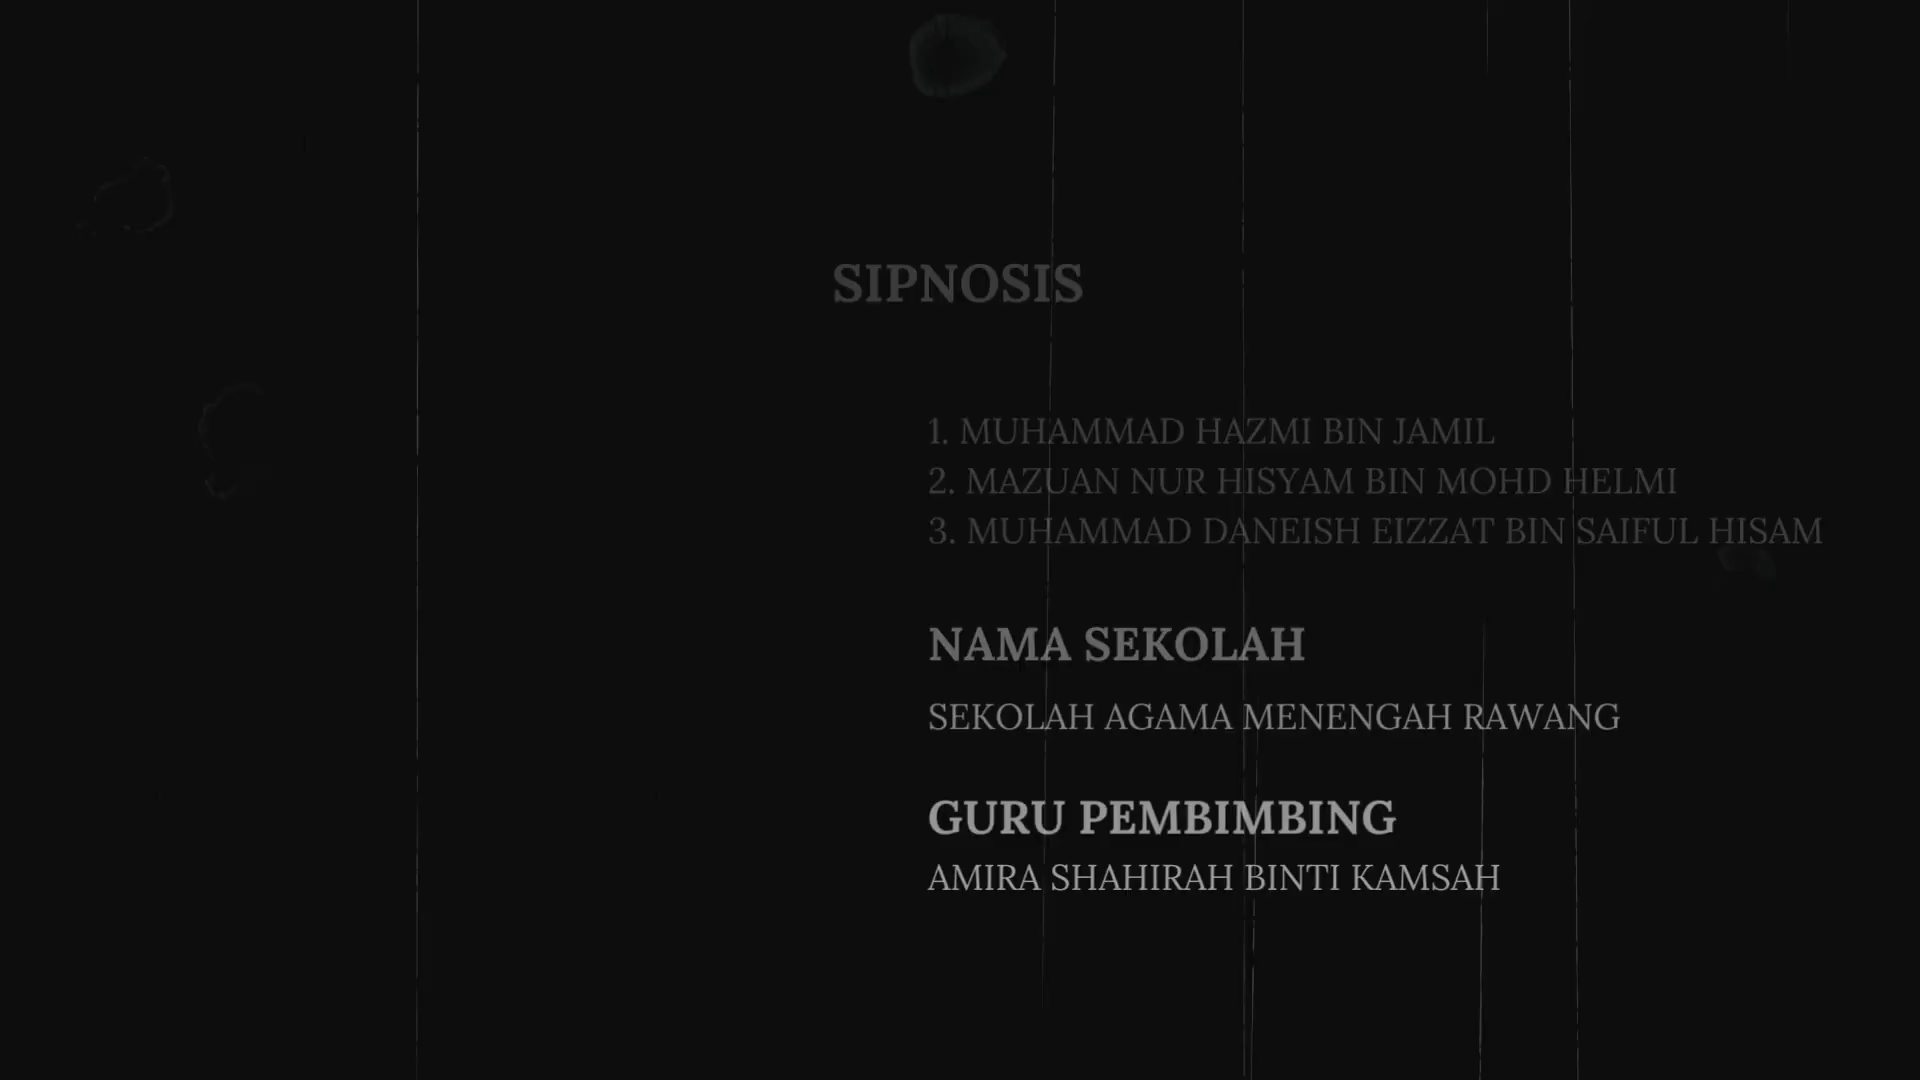 SIPNOSIS
1. MUHAMMAD HAZMI BIN JAMIL
2. MAZUAN NUR HISYAM BIN MOHD HELMI
3. MUHAMMAD DANEISH EIZZAT BIN SAIFUL HISAM
NAMA SEKOLAH
SEKOLAH AGAMA MENENGAH RAWANG
GURU PEMBIMBING
AMIRA SHAHIRAH BINTI KAMSAH